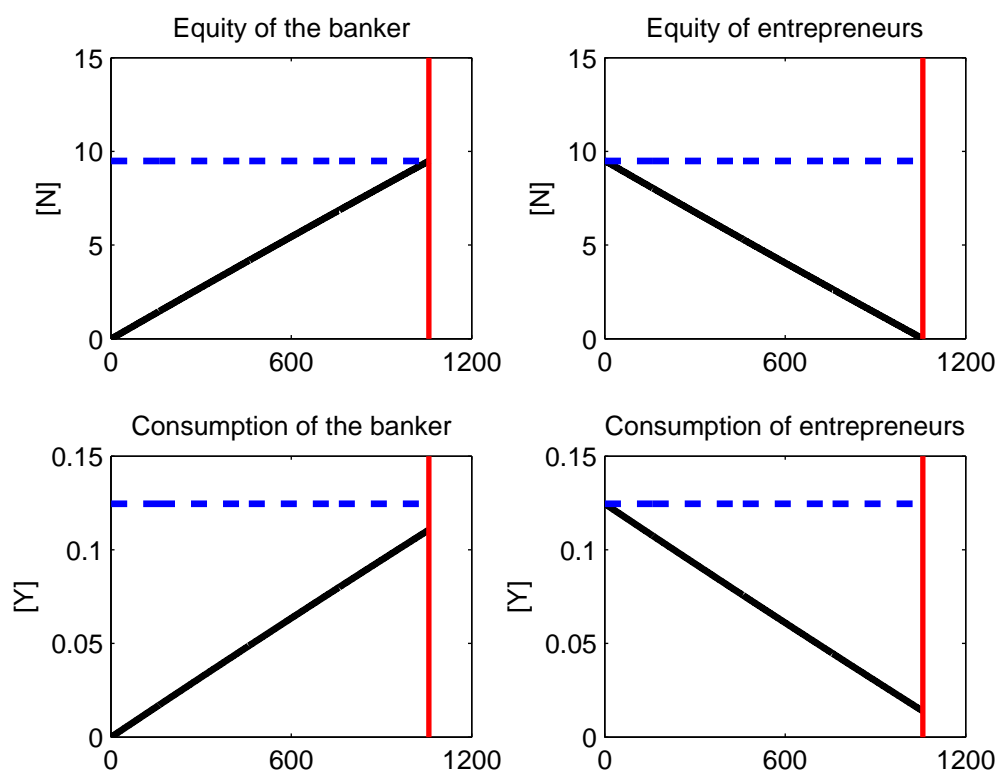 Equity of the banker
15
10
5
0
[N]
0 600 1200
Equity of entrepreneurs
15
10
5
0
[N]
0 600 1200
Consumption of the banker
0.15
0.1
0.05
0
[Y]
0 600 1200
Consumption of entrepreneurs
0.15
0.1
0.05
0
[Y]
0 600 1200